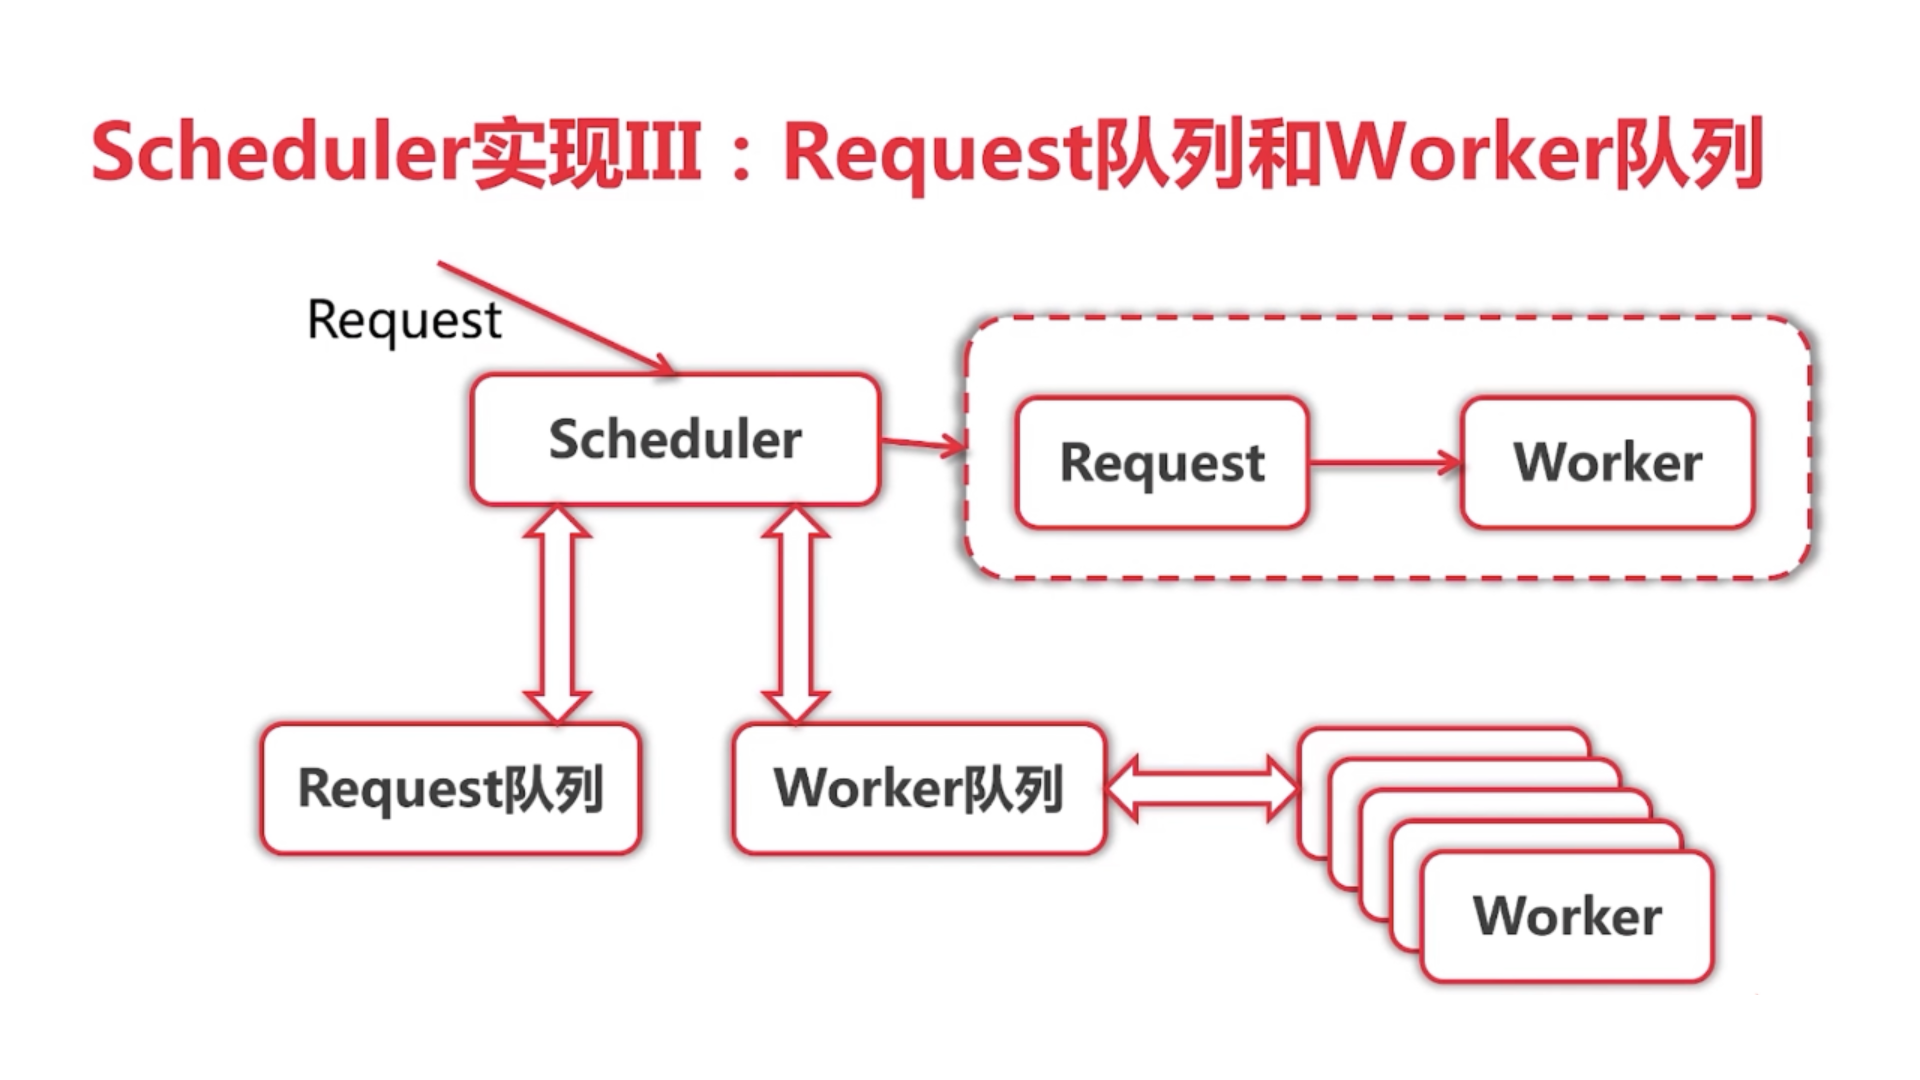 Scheduler实现III：Request队列和Worker队列
Request
Scheduler
Request
Worker
Request队列
Worker队列
Worker